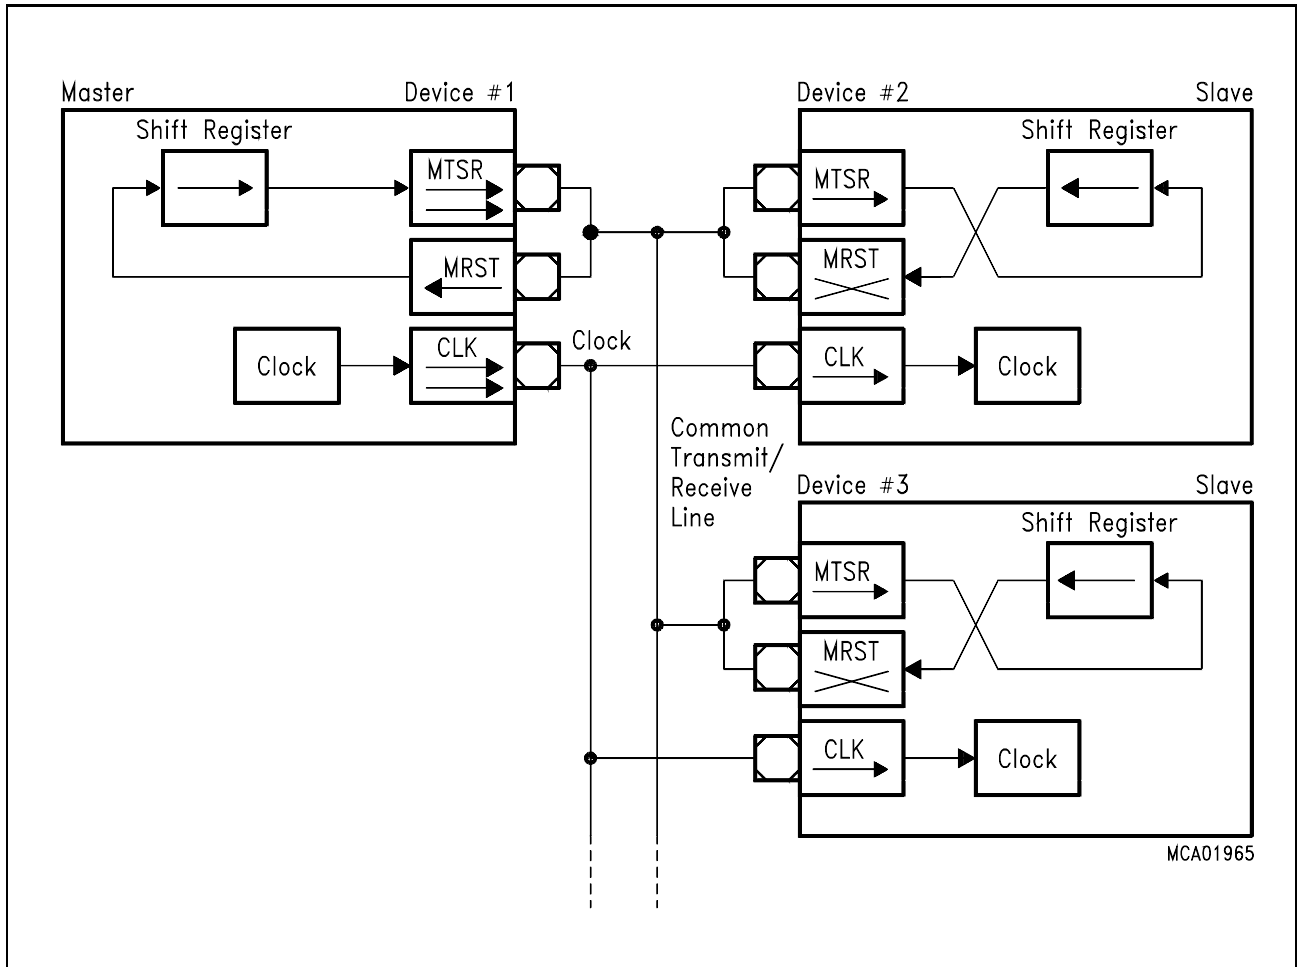 Master
Device #1
Shift Register
MTSR
MRST
Clock
CLK
Clock
Device #2
Slave
Shift Register
MTSR
MRST
CLK
Clock
Common
Transmit/
Receive
Line
Device #3
Slave
Shift Register
MTSR
MRST
CLK
Clock
MCA01965